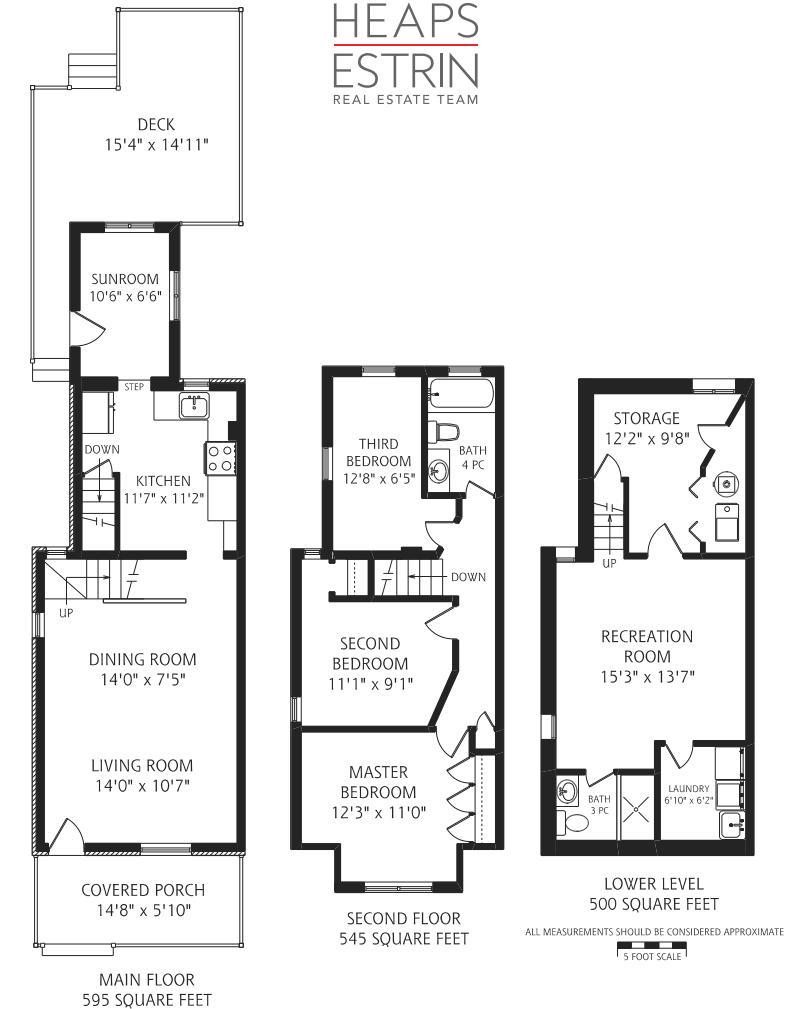 HEAPS
ESTRIN
REAL ESTATE TEAM
DECK
15'4" x 14'11"
SUNROOM
10'6" x 6'6"
STEP
DOWN
KITCHEN
11'7" x 11'2"
UP
DINING ROOM
14'0" x 7'5"
LIVING ROOM
14'0" x 10'7"
COVERED PORCH
14'8" x 5'10"
MAIN FLOOR
595 SQUARE FEET
THIRD
BEDROOM
12'8" x 6'5"
BATH
4 PC
DOWN
SECOND
BEDROOM
11'1" x 9'1"
MASTER
BEDROOM
12'3" x 11'0"
SECOND FLOOR
545 SQUARE FEET
STORAGE
12'2" x 9'8"
UP
RECREATION
ROOM
15'3" x 13'7"
BATH
3 PC
LAUNDRY
6'10" x 6'2"
LOWER LEVEL
500 SQUARE FEET
ALL MEASUREMENTS SHOULD BE CONSIDERED APPROXIMATE
5 FOOT SCALE